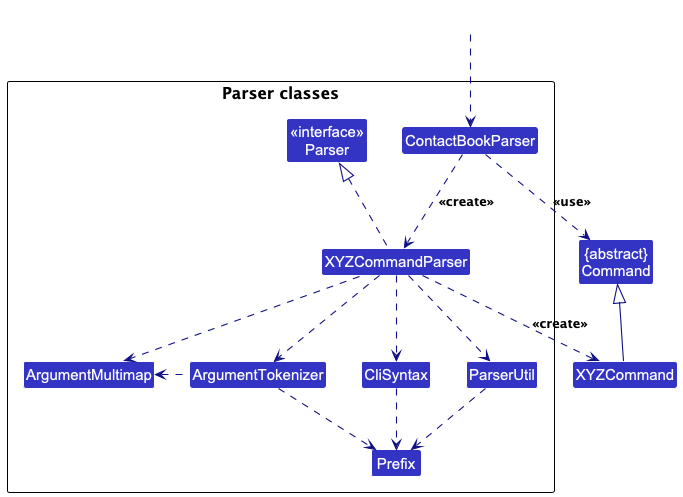 Parser classes
«interface»
Parser
ContactBookParser
«create»
«use»
XYZCommandParser
{abstract}
Command
«create»
ArgumentMultimap
ArgumentTokenizer
CliSyntax
ParserUtil
XYZCommand
Prefix